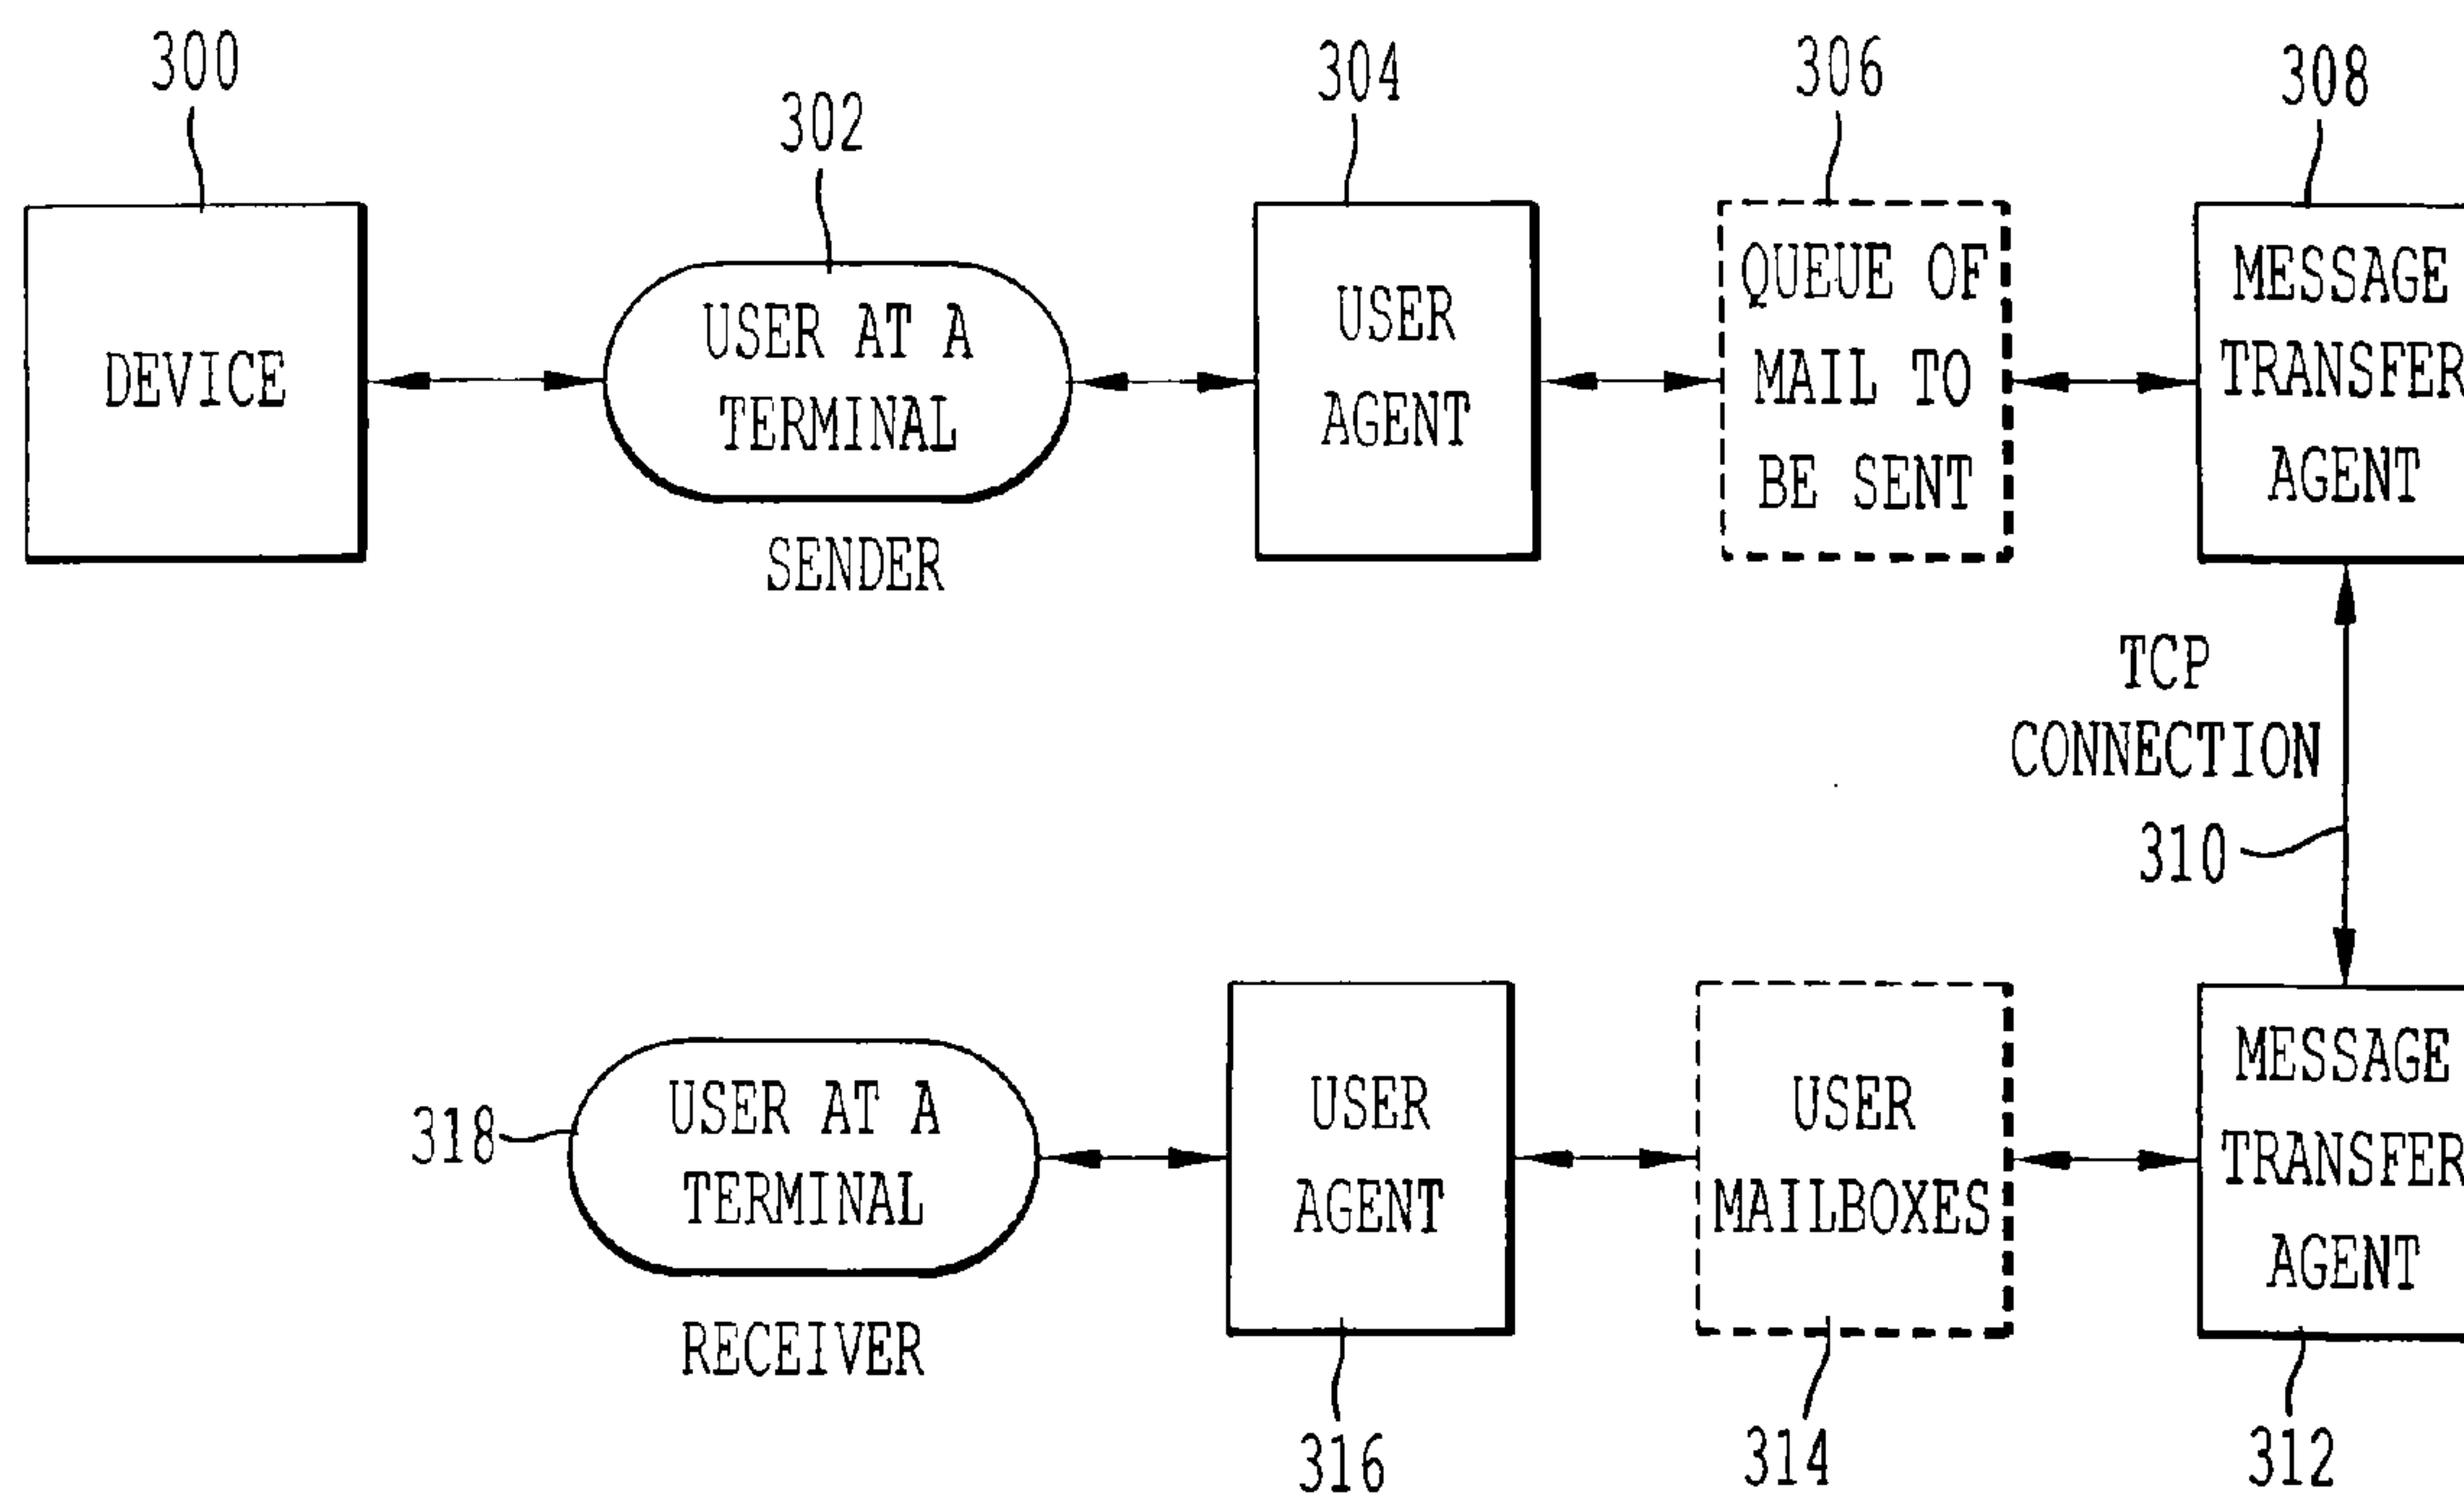 300
302
304
306
308
DEVICE
USER AT A
TERMINAL
SENDER
USER
AGENT
QUEUE OF
MAIL TO
BE SENT
MESSAGE
TRANSFER
AGENT
TCP
CONNECTION
310
318
USER AT A
TERMINAL
RECEIVER
USER
AGENT
USER
MAILBOXES
MESSAGE
TRANSFER
AGENT
316
314
312